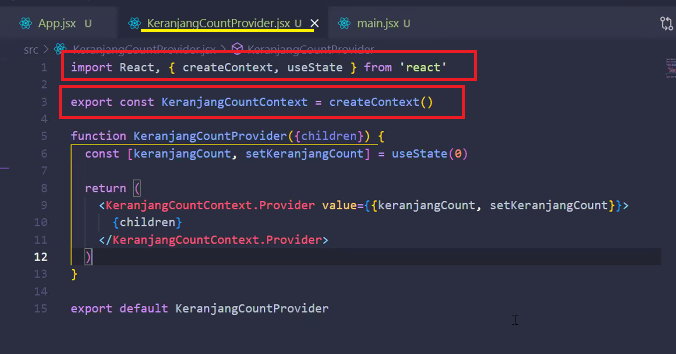 App.jsx U KeranjangCountProvider.jsx U main.jsx U
src > KeranjangCountProvider.jsx > KeranjangCountProvider
1 import React, { createContext, useState } from 'react'
2
3 export const KeranjangCountContext = createContext()
4
5 function KeranjangCountProvider({children}) {
6 const [keranjangCount, setKeranjangCount] = useState(0)
7
8 return (
9 <KeranjangCountContext.Provider value={{keranjangCount, setKeranjangCount}}>
10 {children}
11 </KeranjangCountContext.Provider>
12 )
13 }
14
15 export default KeranjangCountProvider